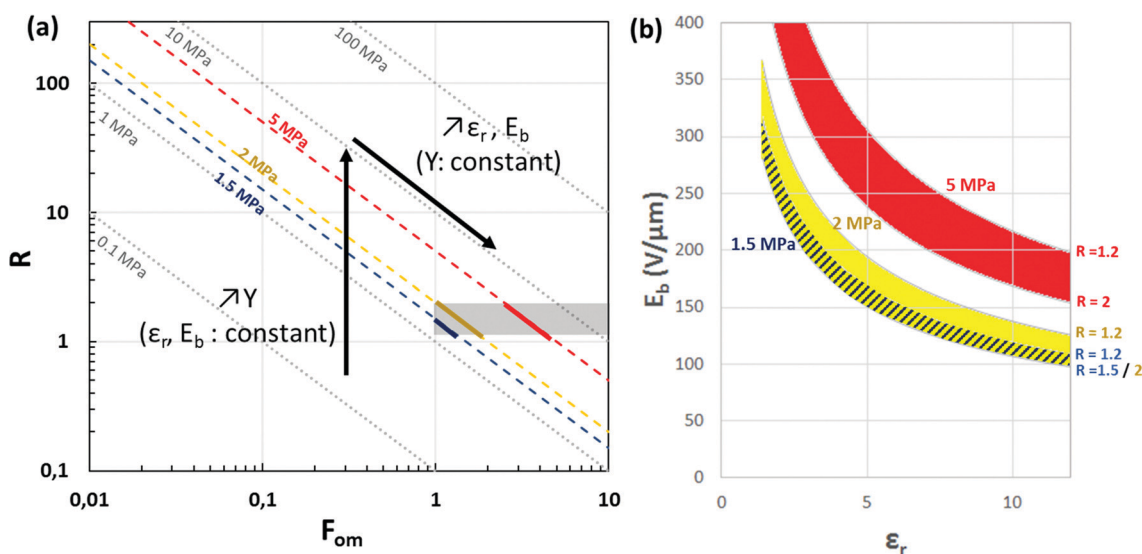 (a)
R
100
10
1
0,1
0,01
0,1
1
10
F_om
10 MPa
100 MPa
1 MPa
5 MPa
2 MPa
1.5 MPa
0.1 MPa
↗ε_r, E_b
(Y: constant)
↗Y
(ε_r, E_b : constant)
(b)
E_b (V/μm)
400
350
300
250
200
150
100
50
0
0
5
10
ε_r
5 MPa
2 MPa
1.5 MPa
R =1.2
R = 2
R = 1.2
R = 1.2
R =1.5 / 2